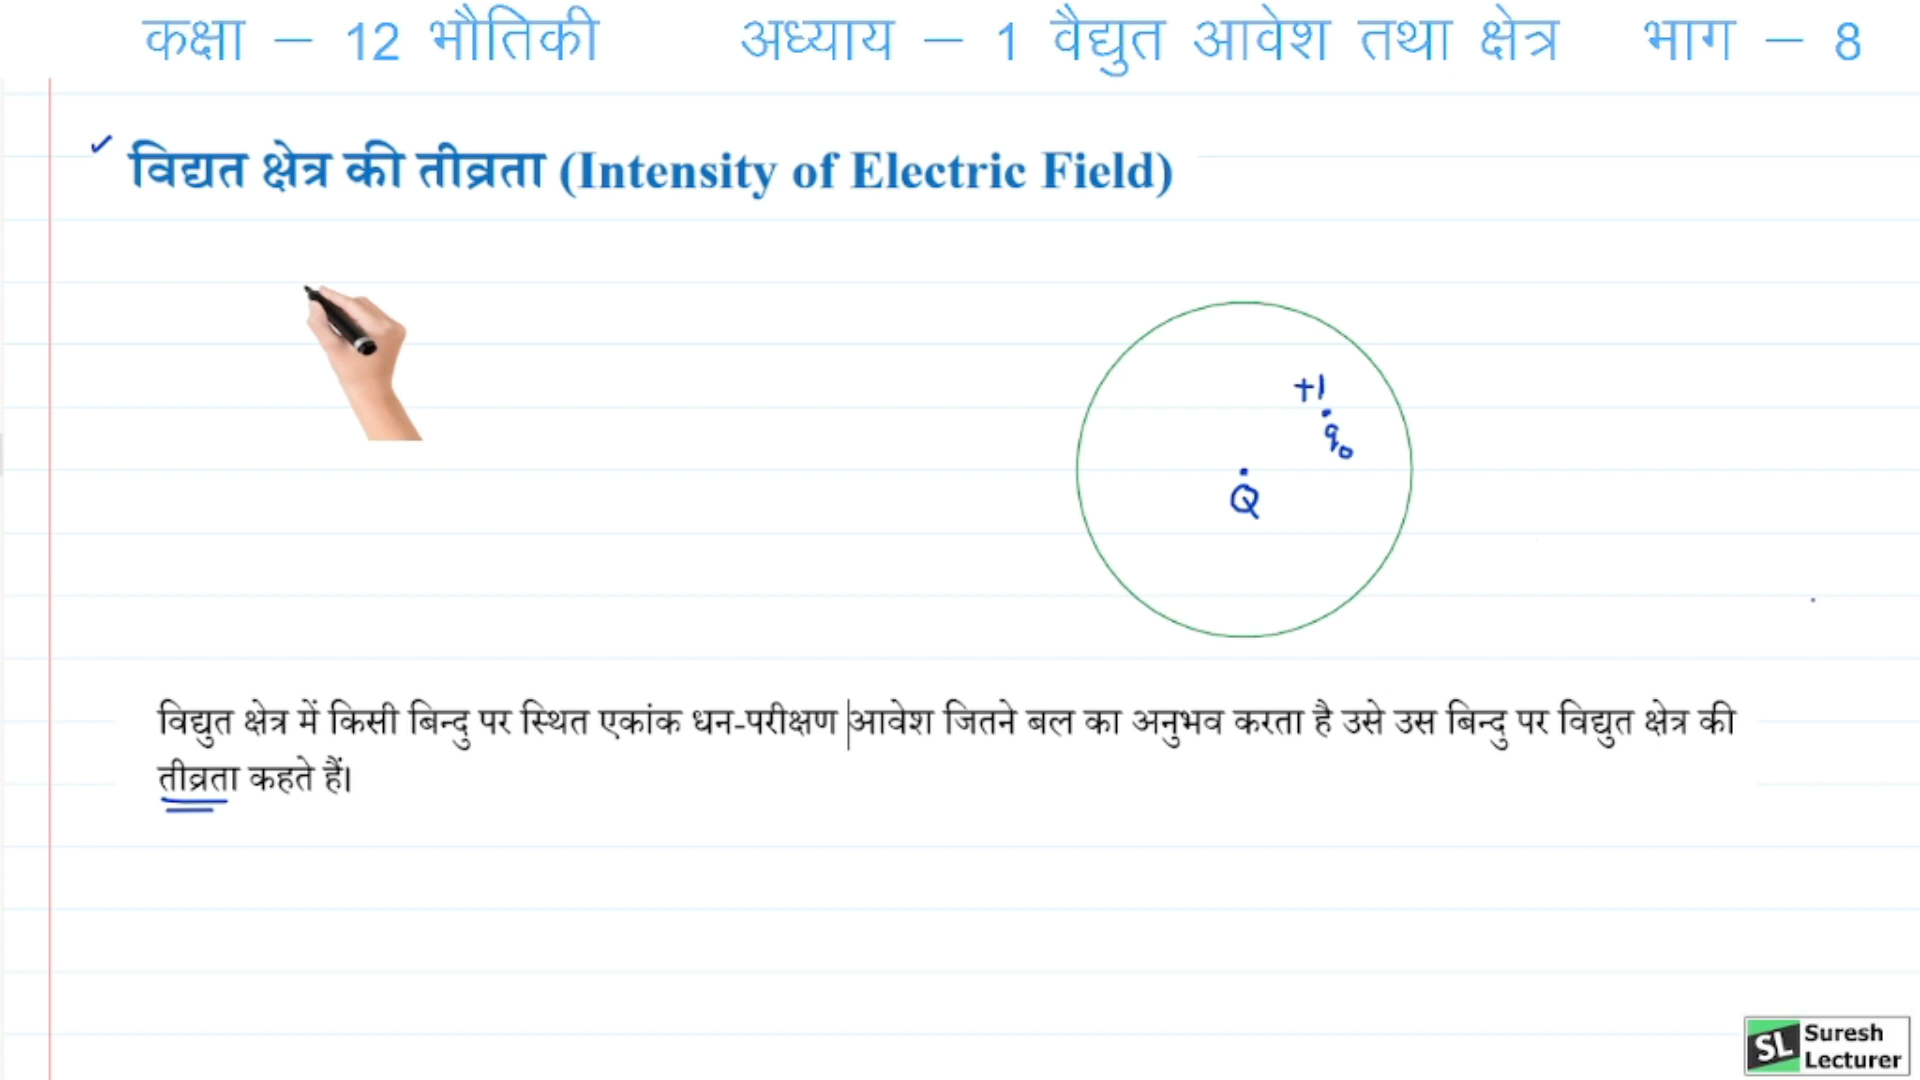 कक्षा – 12 भौतिकी अध्याय – 1 वैद्युत आवेश तथा क्षेत्र भाग – 8
विद्यत क्षेत्र की तीव्रता (Intensity of Electric Field)
+1
q₀
Q
विद्युत क्षेत्र में किसी बिन्दु पर स्थित एकांक धन-परीक्षण आवेश जितने बल का अनुभव करता है उसे उस बिन्दु पर विद्युत क्षेत्र की
तीव्रता कहते हैं।
SL Suresh
Lecturer